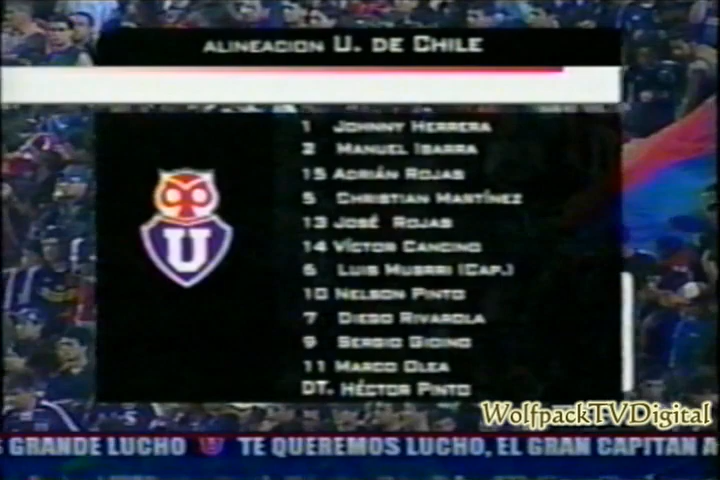 ALINEACION U. DE CHILE
1 JOHNNY HERRERA
2 MANUEL IBARRA
15 ADRIÁN ROJAS
5 CHRISTIAN MARTÍNEZ
13 JOSÉ ROJAS
14 VÍCTOR CANCINO
6 LUIS MUSRRI (CAP.)
10 NELSON PINTO
7 DIEGO RIVAROLA
9 SERGIO GIOINO
11 MARCO OLEA
DT. HÉCTOR PINTO
U
WolfpackTVDigital
S GRANDE LUCHO U TE QUEREMOS LUCHO, EL GRAN CAPITAN A